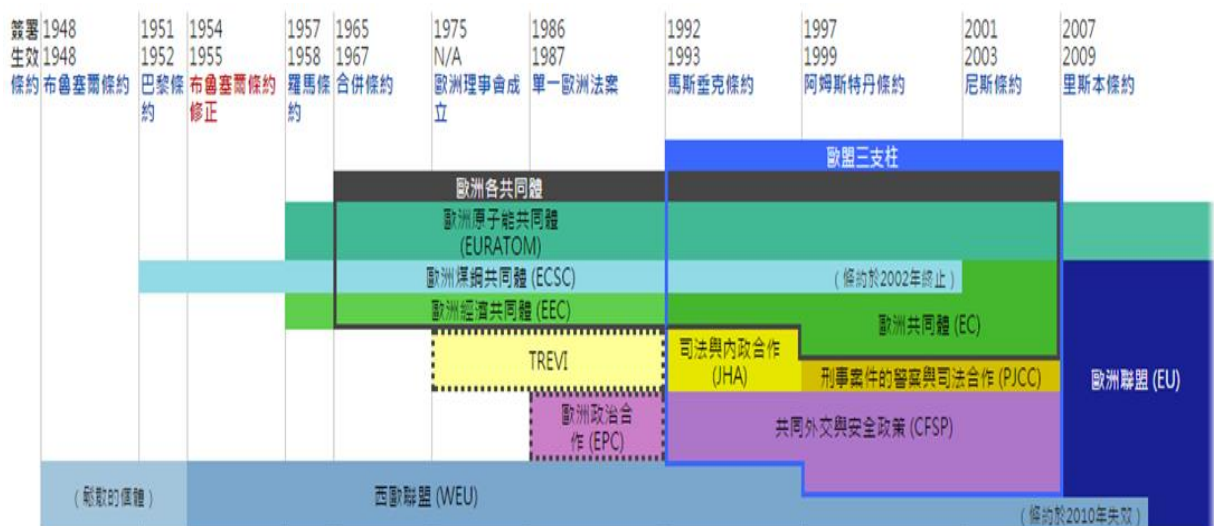 簽署 1948 1951 1954 1957 1965 1975 1986 1992 1997 2001 2007
生效 1948 1952 1955 1958 1967 N/A 1987 1993 1999 2003 2009
條約 布魯塞爾條約 巴黎條約 布魯塞爾條約修正 羅馬條約 合併條約 歐洲理事會成立 單一歐洲法案 馬斯垂克條約 阿姆斯特丹條約 尼斯條約 里斯本條約
歐盟三支柱
歐洲各共同體
歐洲原子能共同體
(EURATOM)
歐洲煤鋼共同體 (ECSC)
(條約於2002年終止)
歐洲經濟共同體 (EEC)
歐洲共同體 (EC)
TREVI
司法與內政合作
(JHA)
刑事案件的警察與司法合作 (PJCC)
歐洲聯盟 (EU)
歐洲政治合
作 (EPC)
共同外交與安全政策 (CFSP)
(鬆散的個體)
西歐聯盟 (WEU)
(條約於2010年失效)